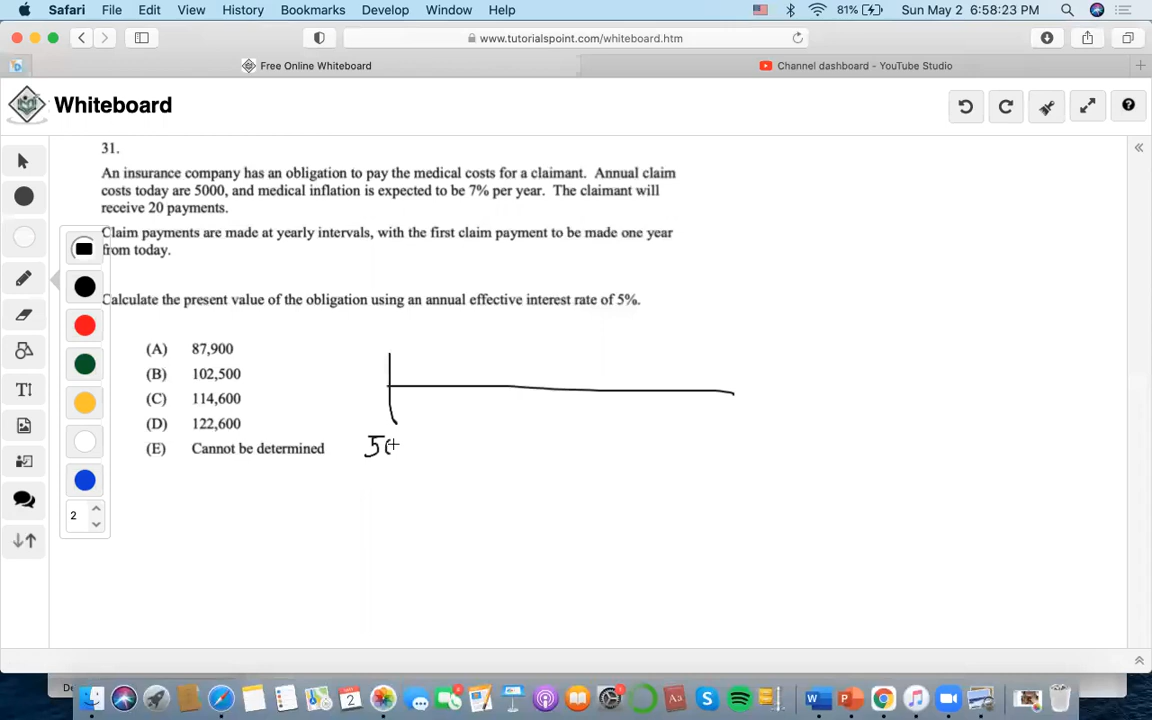 Safari File Edit View History Bookmarks Develop Window Help 81% Sun May 2 6:58:23 PM
www.tutorialspoint.com/whiteboard.htm
Free Online Whiteboard Channel dashboard - YouTube Studio
Whiteboard
31.
An insurance company has an obligation to pay the medical costs for a claimant. Annual claim
costs today are 5000, and medical inflation is expected to be 7% per year. The claimant will
receive 20 payments.
Claim payments are made at yearly intervals, with the first claim payment to be made one year
from today.
Calculate the present value of the obligation using an annual effective interest rate of 5%.
(A) 87,900
(B) 102,500
(C) 114,600
(D) 122,600
(E) Cannot be determined
5
T
2